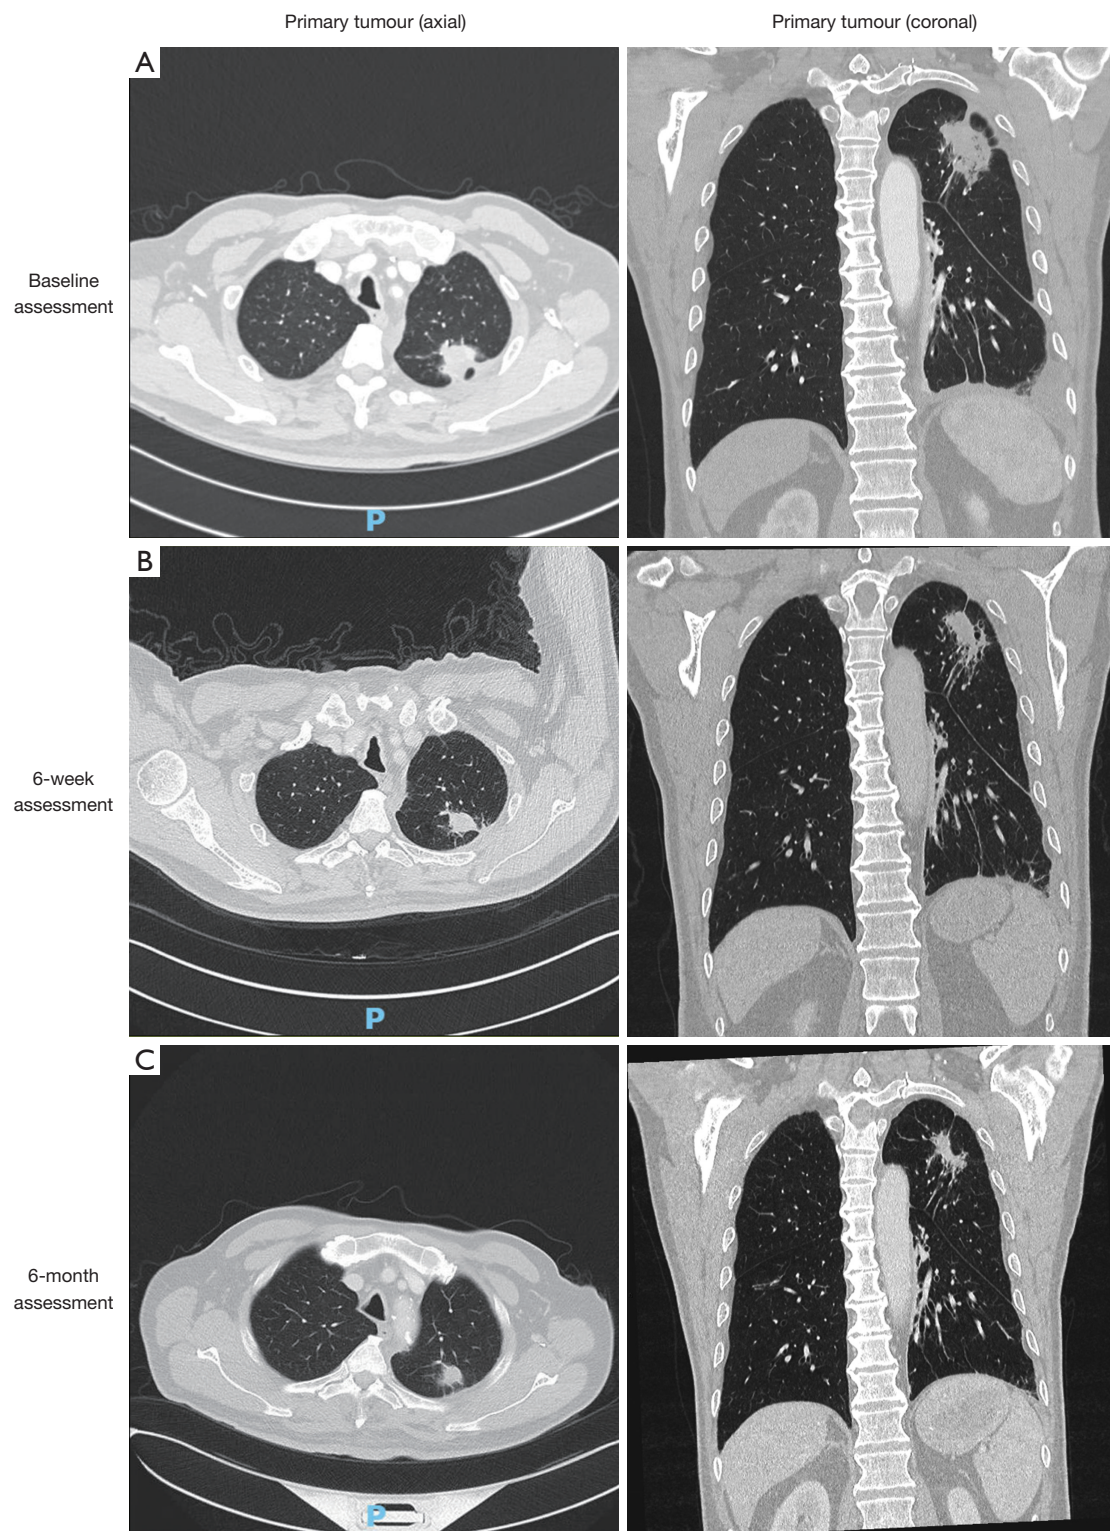 Primary tumour (axial)
Primary tumour (coronal)
A
Baseline
assessment
P
B
6-week
assessment
P
C
6-month
assessment
P